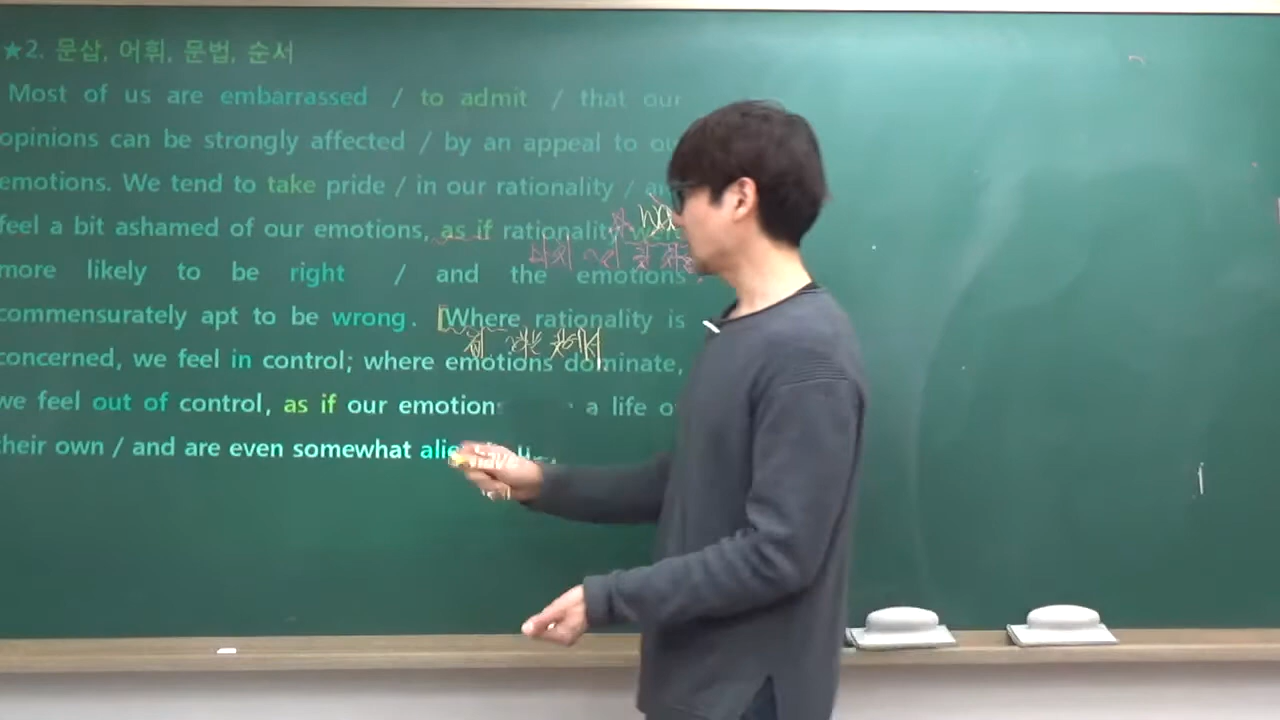 ★2. 문삽, 어휘, 문법, 순서
Most of us are embarrassed / to admit / that our
opinions can be strongly affected / by an appeal to
emotions. We tend to take pride / in our rationality /
feel a bit ashamed of our emotions, as if rationality
more likely to be right / and the emotions
commensurately apt to be wrong. [Where rationality is
concerned, we feel in control; where emotions dominate,
we feel out of control, as if our a life
their own / and are even somewhat